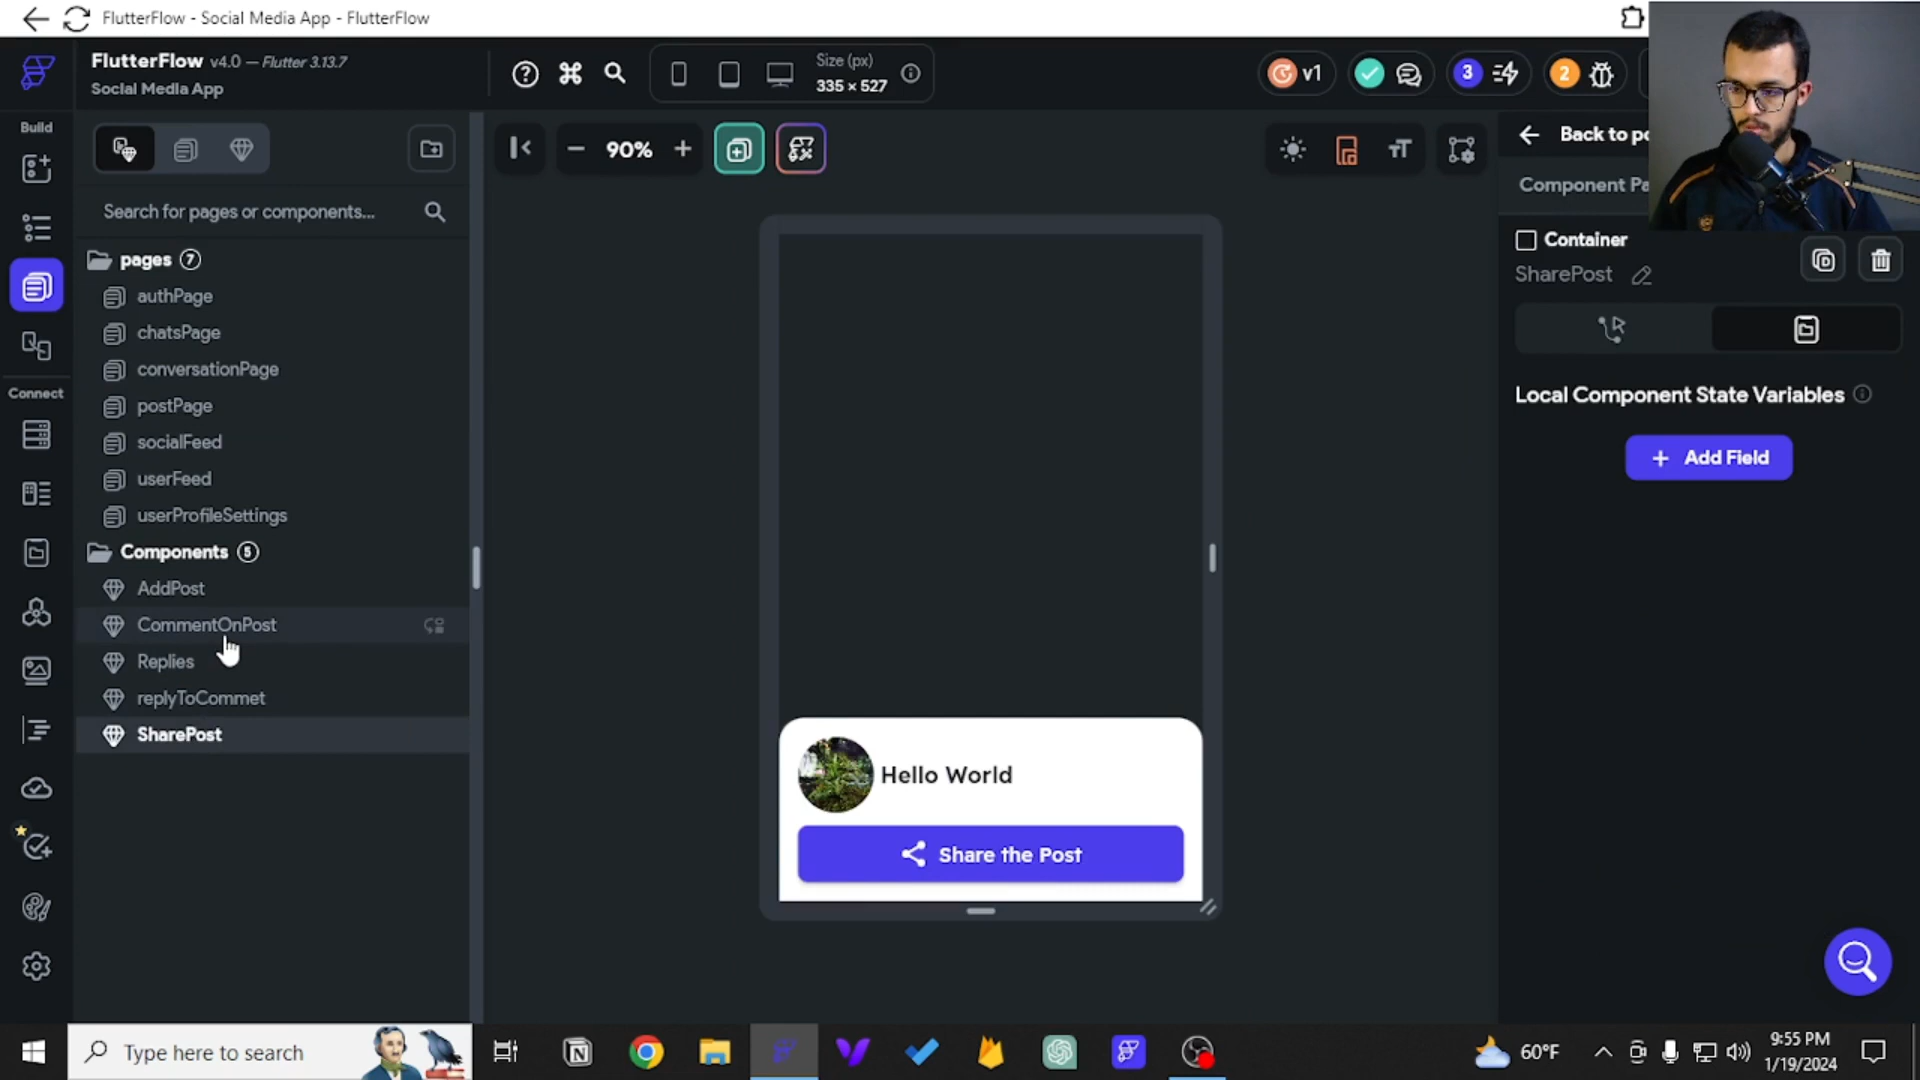 FlutterFlow - Social Media App - FlutterFlow
FlutterFlow v4.0 — Flutter 3.13.7
Social Media App
Size (px)
335 × 527
v1
3
2
Build
90%
Back to po
Component Pa
Search for pages or components...
Container
SharePost
pages 7
authPage
chatsPage
conversationPage
postPage
socialFeed
userFeed
userProfileSettings
Connect
Local Component State Variables
+ Add Field
Components 5
AddPost
CommentOnPost
Replies
replyToCommet
SharePost
Hello World
Share the Post
Type here to search
60°F
9:55 PM
1/19/2024